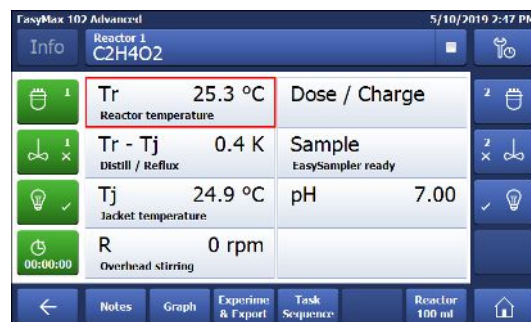 EasyMax 102 Advanced 5/10/2019 2:47 PM
Info
Reactor 1
C2H4O2
1
Tr 25.3 °C
Reactor temperature
Dose / Charge
2
1
Tr - Tj 0.4 K
Distill / Reflux
Sample
EasySampler ready
2
Tj 24.9 °C
Jacket temperature
pH 7.00
00:00:00
R 0 rpm
Overhead stirring
Notes
Graph
Experime
& Export
Task
Sequence
Reactor
100 ml